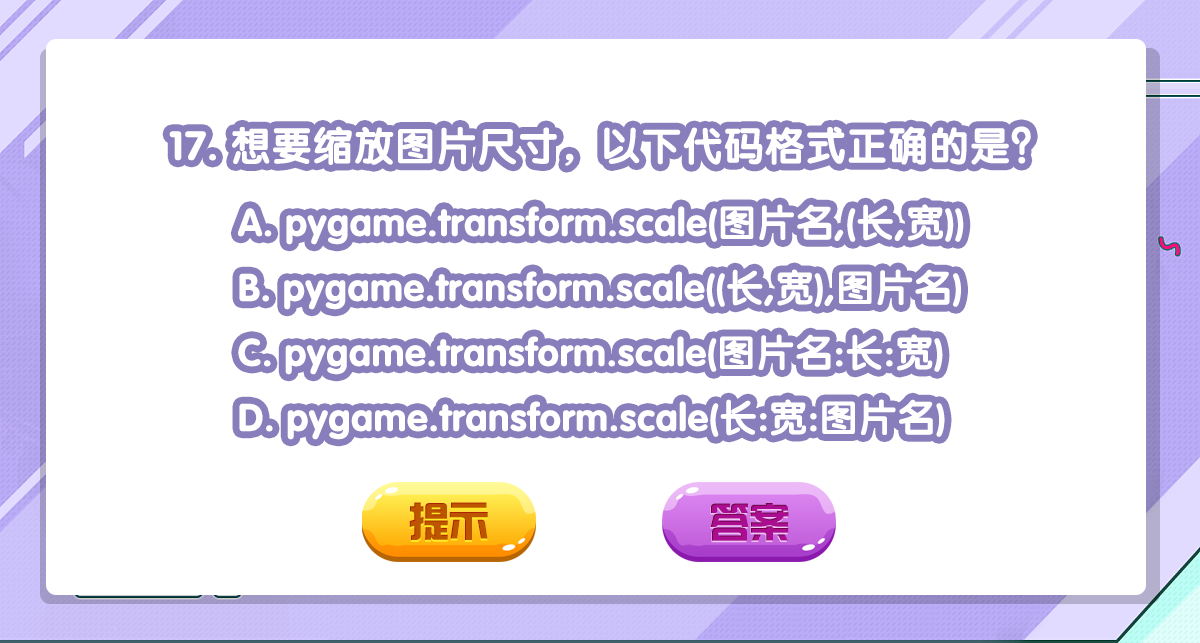 17. 想要缩放图片尺寸，以下代码格式正确的是？
A. pygame.transform.scale(图片名,(长,宽))
B. pygame.transform.scale((长,宽),图片名)
C. pygame.transform.scale(图片名:长:宽)
D. pygame.transform.scale(长:宽:图片名)
提示 答案